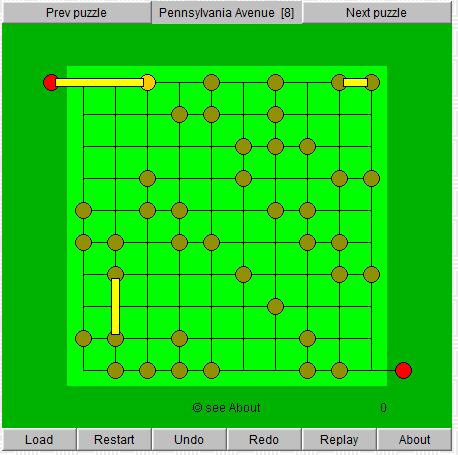 Prev puzzle Pennsylvania Avenue [8] Next puzzle
© see About 0
Load Restart Undo Redo Replay About